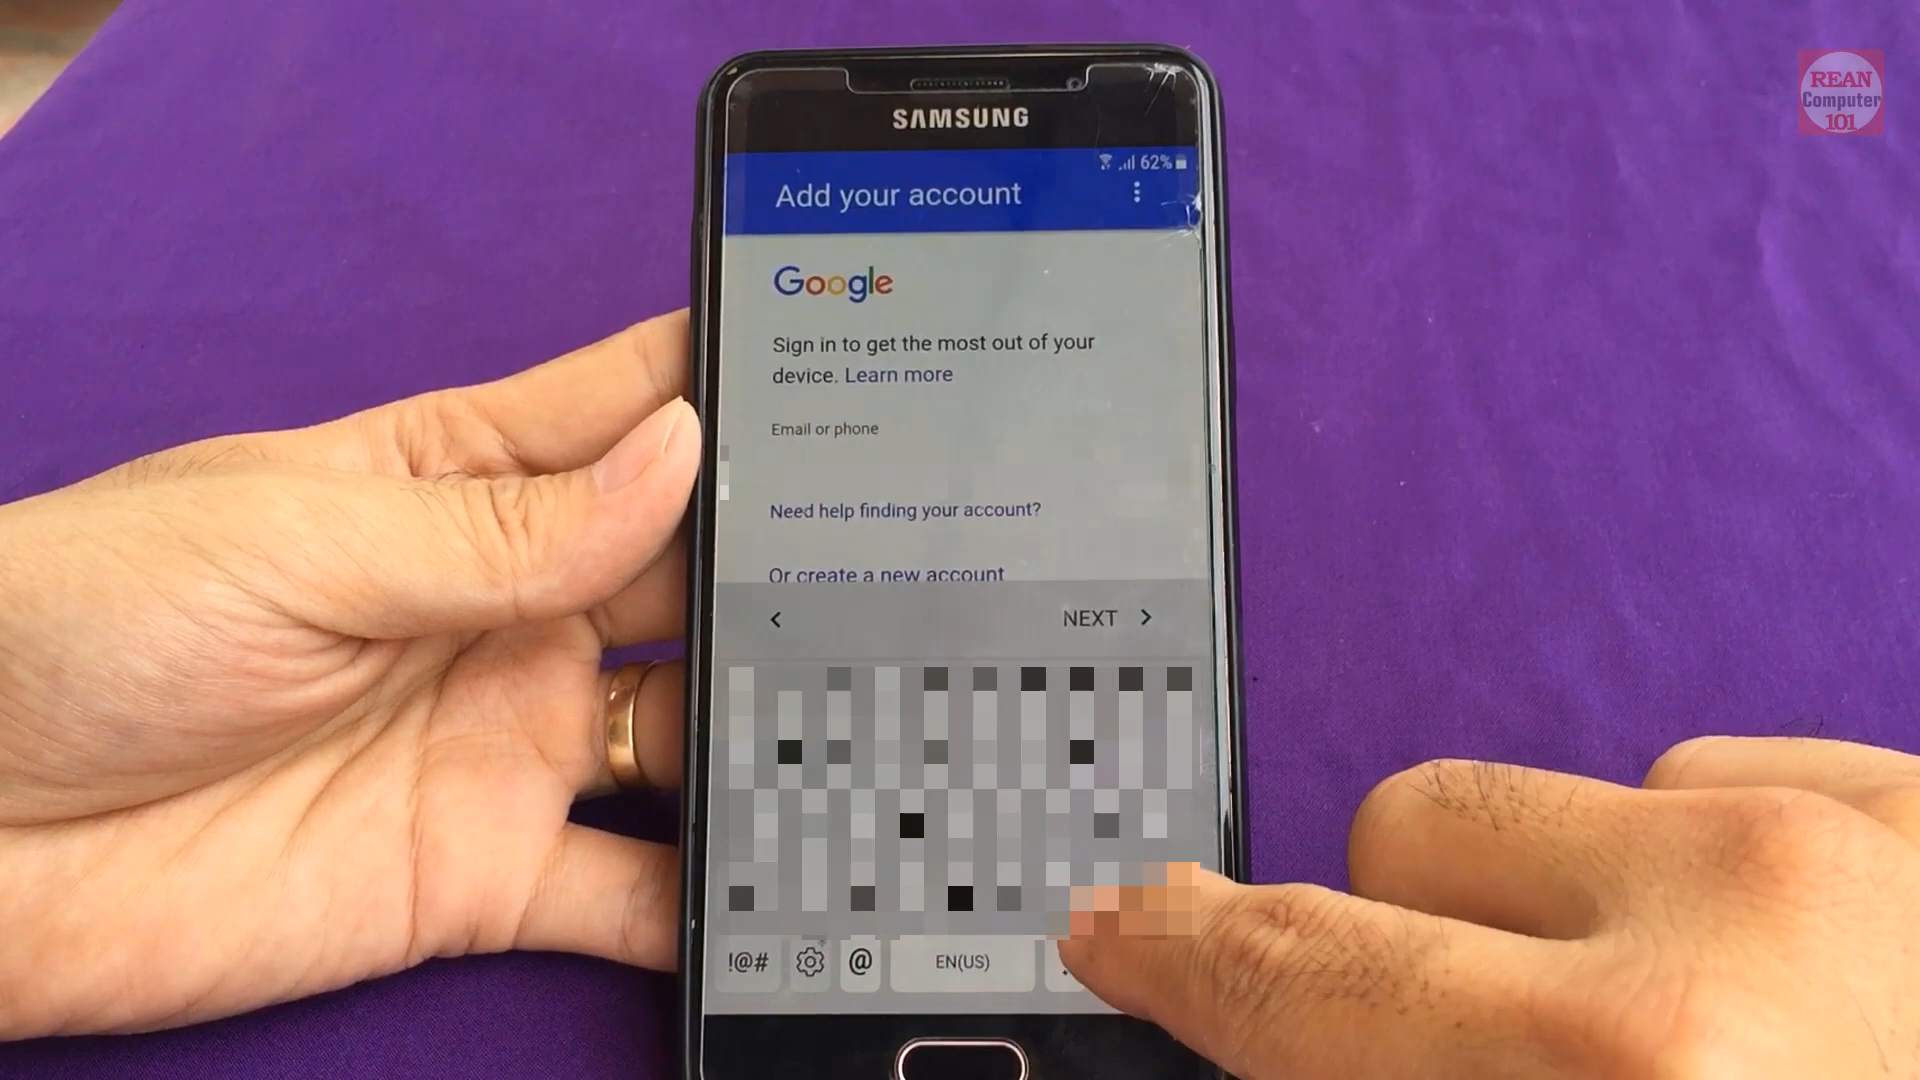 REAN
Computer
101
SAMSUNG
62%
Add your account
Google
Sign in to get the most out of your
device. Learn more
Email or phone
Need help finding your account?
Or create a new account
NEXT
!@# @ EN(US)